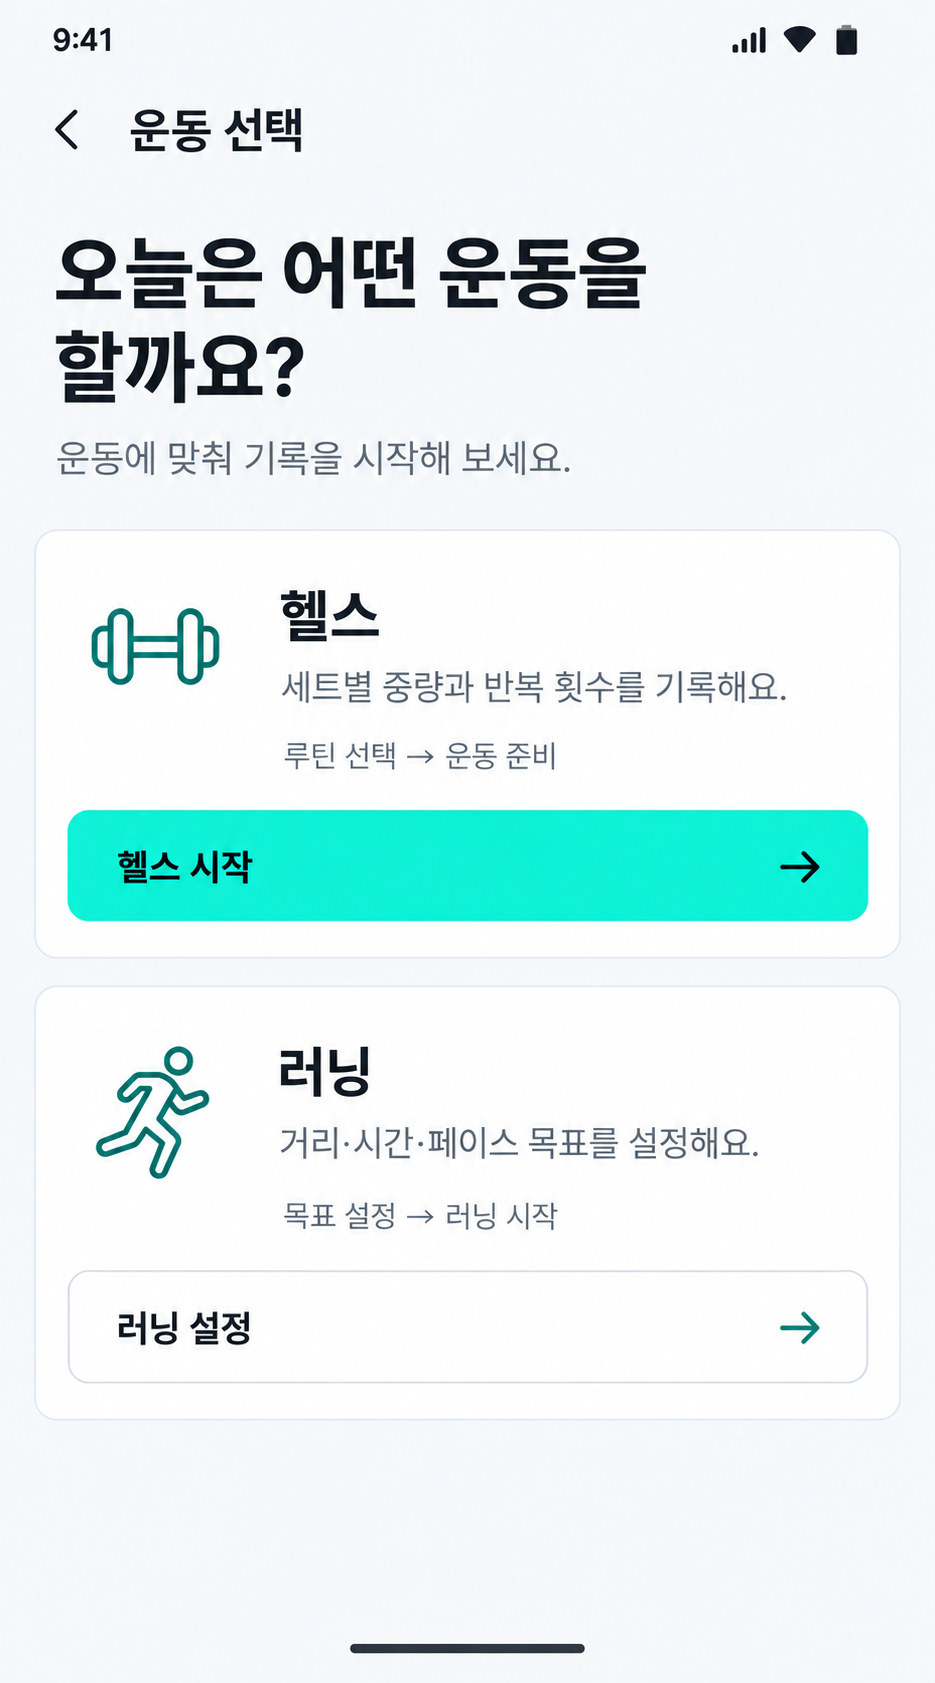 9:41
운동 선택
오늘은 어떤 운동을
할까요?
운동에 맞춰 기록을 시작해 보세요.
헬스
세트별 중량과 반복 횟수를 기록해요.
루틴 선택 → 운동 준비
헬스 시작 →
러닝
거리·시간·페이스 목표를 설정해요.
목표 설정 → 러닝 시작
러닝 설정 →